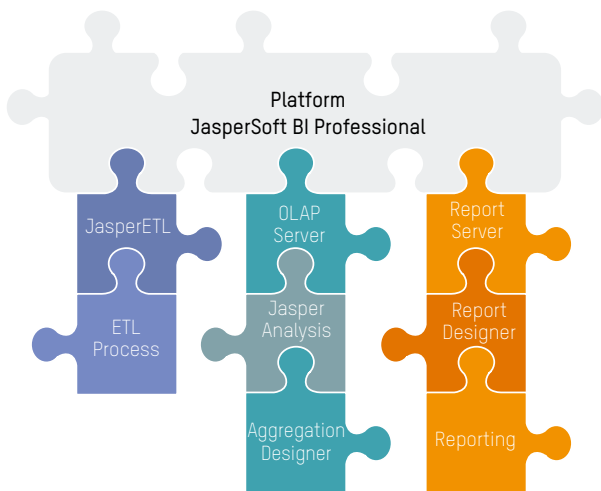 Platform
JasperSoft BI Professional
JasperETL
ETL
Process
OLAP
Server
Jasper
Analysis
Aggregation
Designer
Report
Server
Report
Designer
Reporting